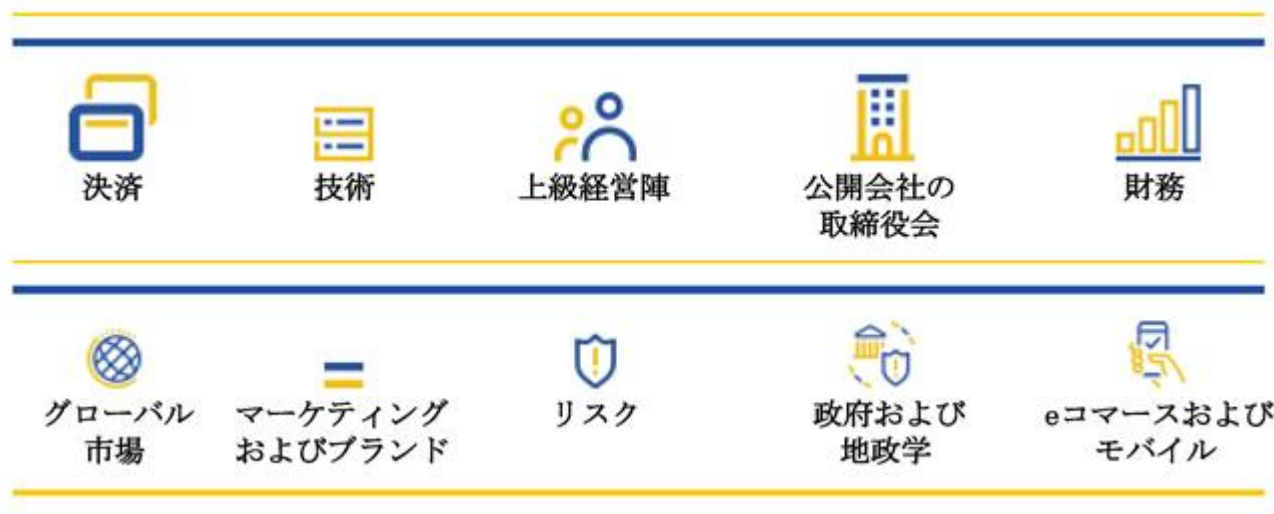 決済
技術
上級経営陣
公開会社の
取締役会
財務
グローバル
市場
マーケティング
およびブランド
リスク
政府および
地政学
eコマースおよび
モバイル